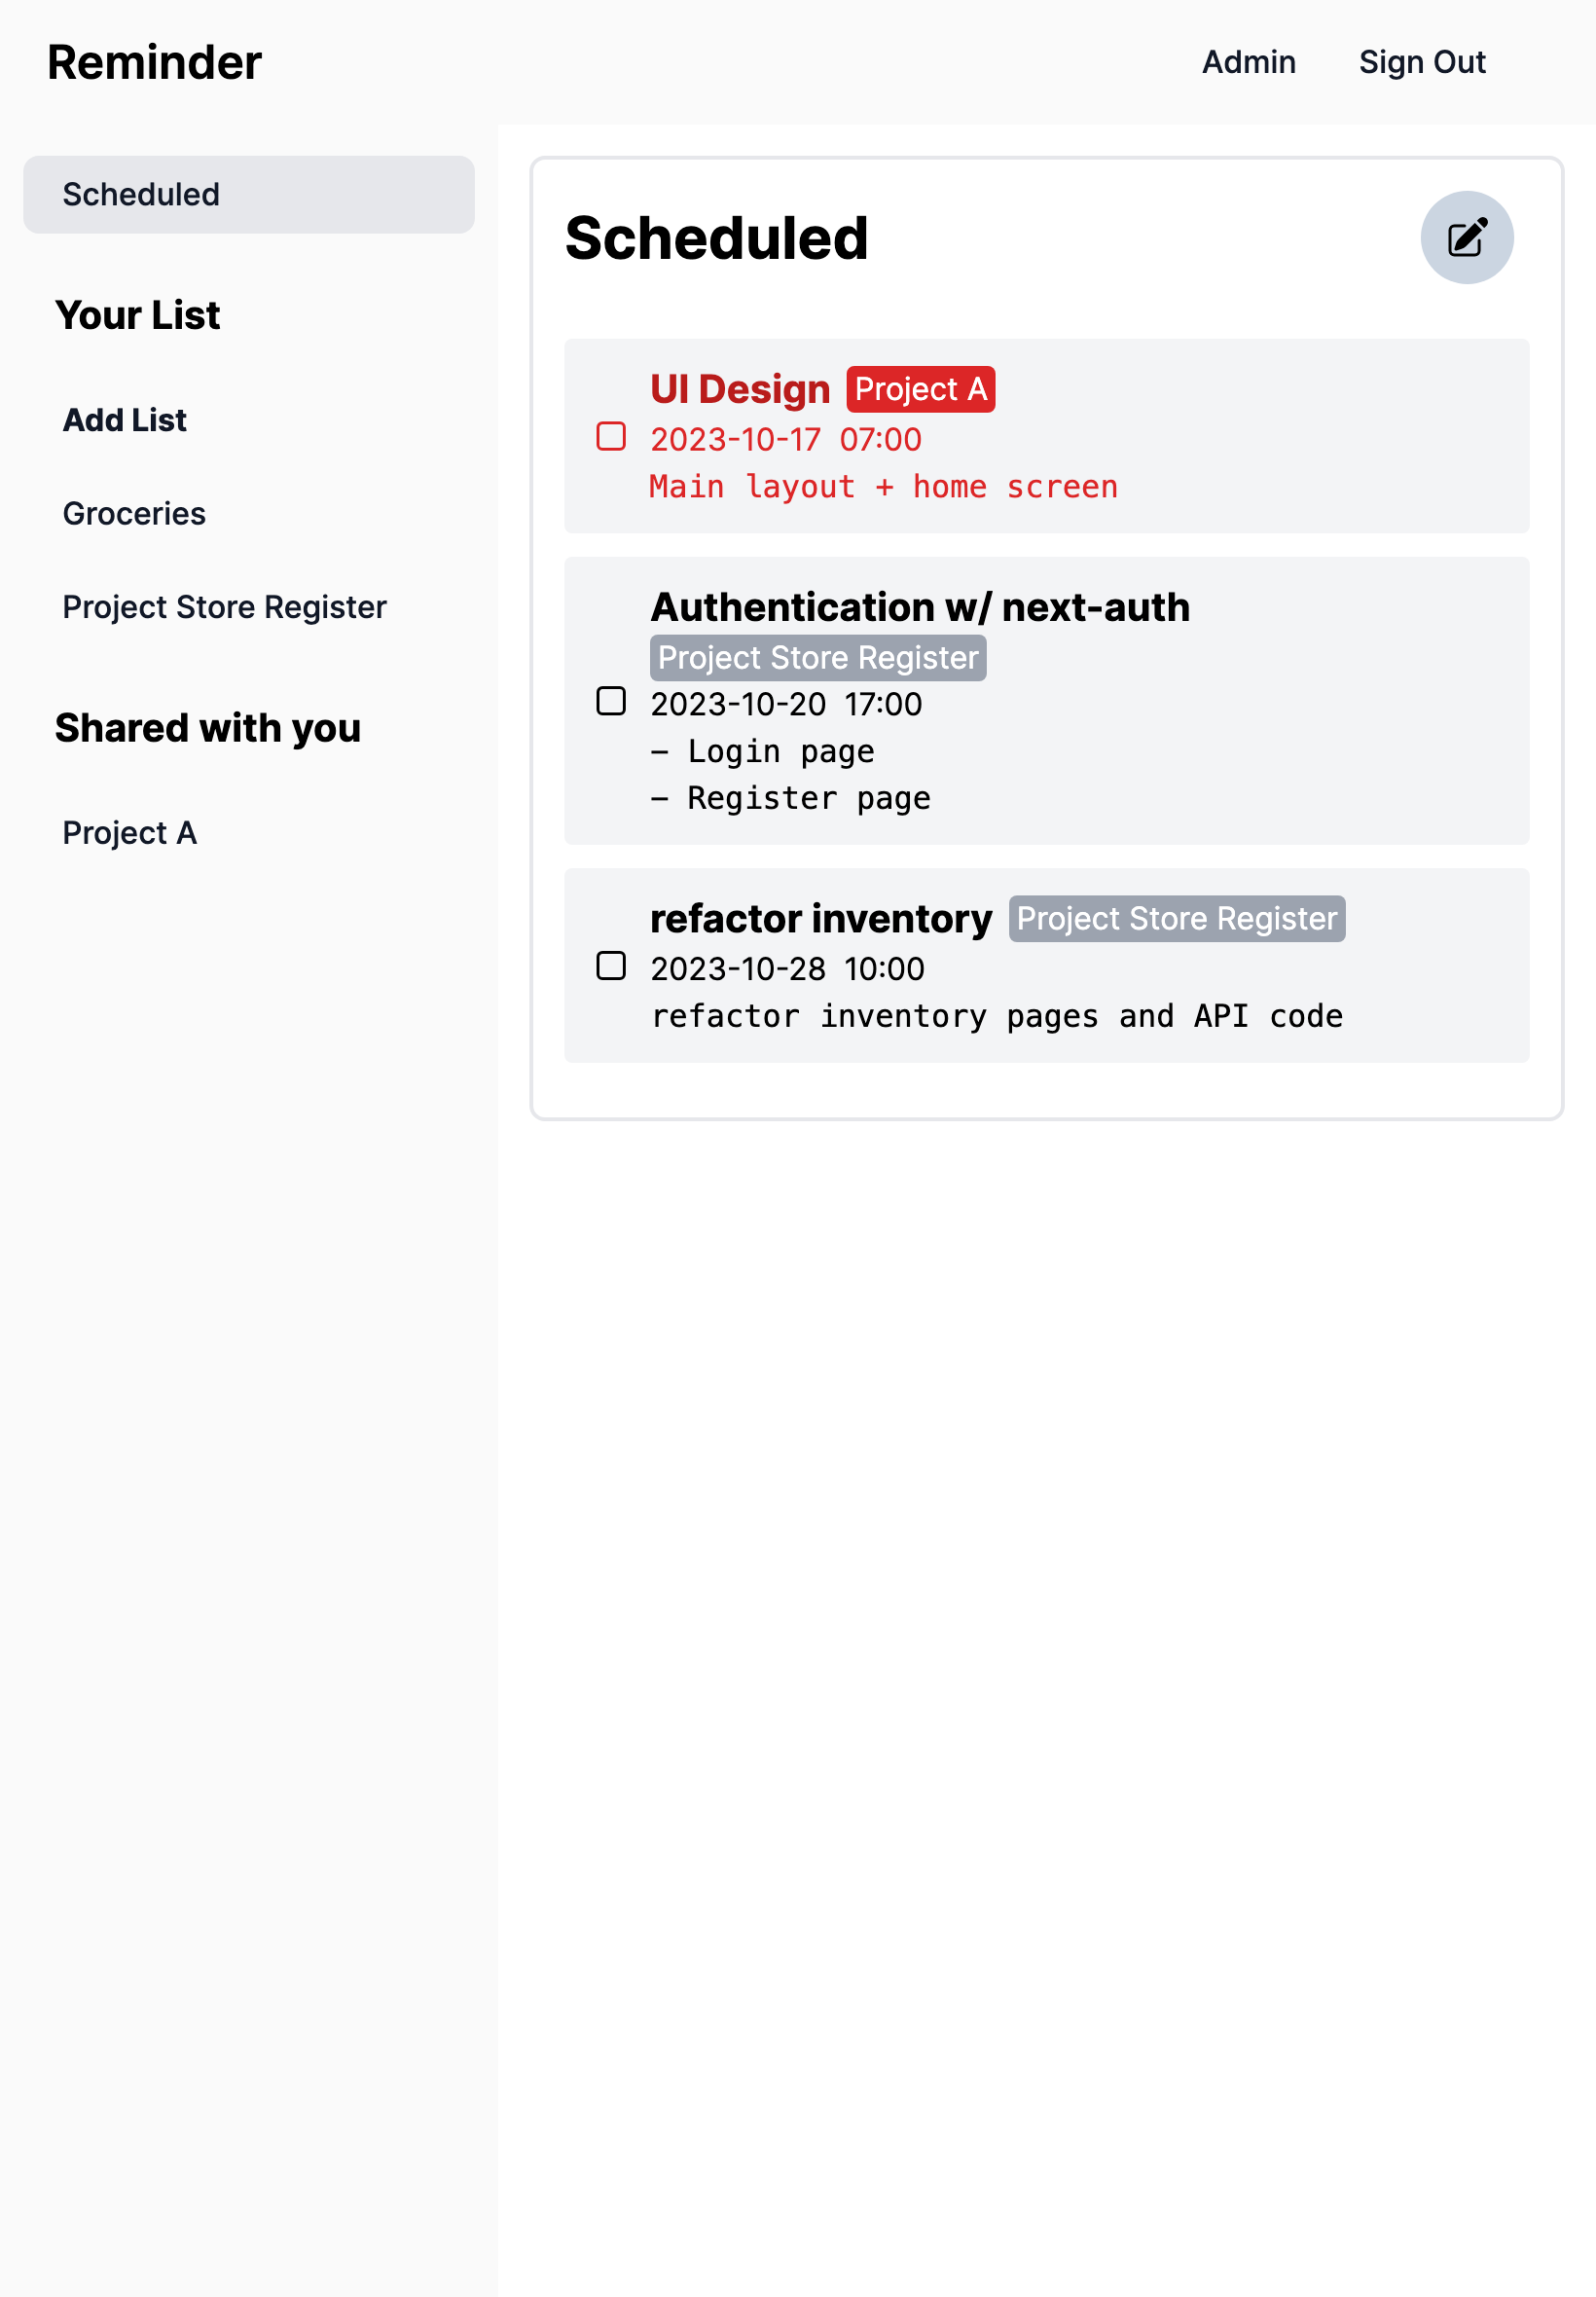 Reminder
Admin
Sign Out
Scheduled
Your List
Add List
Groceries
Project Store Register
Shared with you
Project A
Scheduled
UI Design Project A
2023-10-17 07:00
Main layout + home screen
Authentication w/ next-auth
Project Store Register
2023-10-20 17:00
- Login page
- Register page
refactor inventory Project Store Register
2023-10-28 10:00
refactor inventory pages and API code